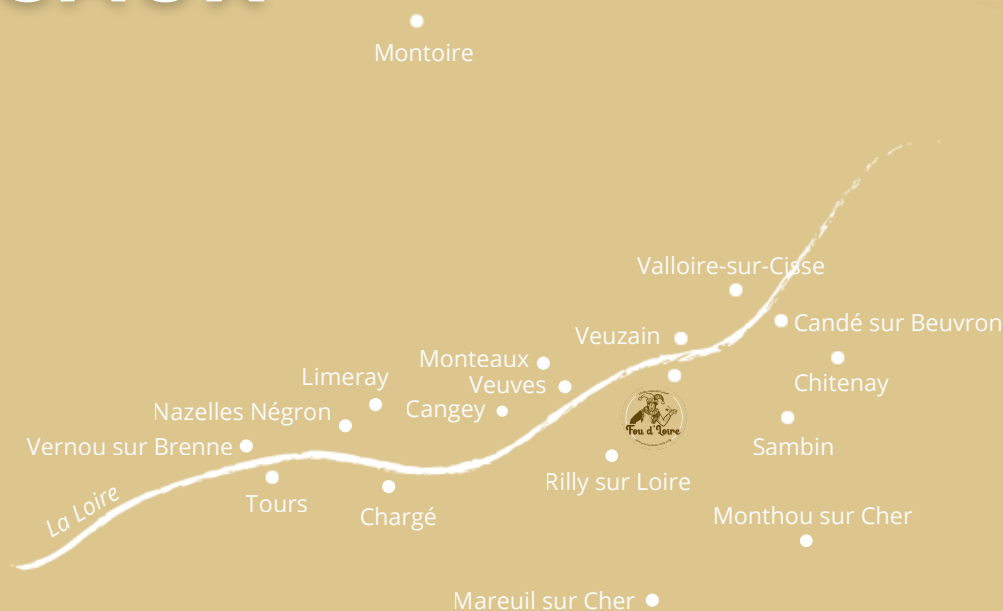 Montoire
Valloire-sur-Cisse
Candé sur Beuvron
Veuzain
Monteaux
Chitenay
Limeray
Veuves
Cangey
Nazelles Négron
Fou d'Loire
Vernou sur Brenne
Sambin
Rilly sur Loire
La Loire
Tours
Chargé
Monthou sur Cher
Mareuil sur Cher